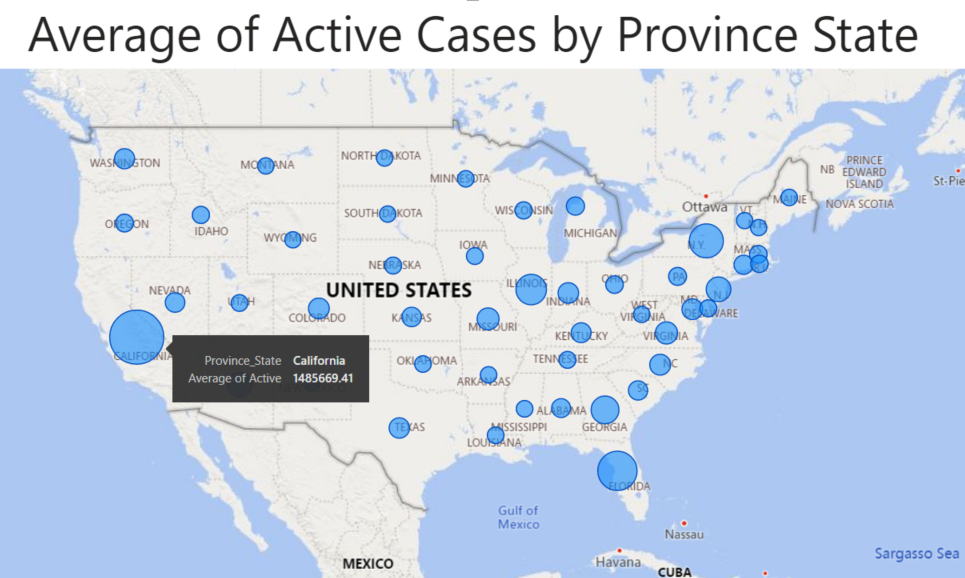 Average of Active Cases by Province State
WASHINGTON
MONTANA
NORTH DAKOTA
MINNESOTA
Ottawa
NB
PRINCE
EDWARD
ISLAND
St-Pie
NOVA SCOTIA
MAINE
VT
N.H.
OREGON
IDAHO
SOUTH DAKOTA
WISCONSIN
MICHIGAN
WYOMING
IOWA
N.Y.
MASS
NEBRASKA
NEVADA
UTAH
UNITED STATES
ILLINOIS
INDIANA
OHIO
PA
N.J.
COLORADO
KANSAS
MISSOURI
WEST
VIRGINIA
MD
DELAWARE
KENTUCKY
VIRGINIA
CALIFORNIA
Province_State California
Average of Active 1485669.41
OKLAHOMA
TENNESSEE
NC
ARKANSAS
SC
ALABAMA
MISSISSIPPI
GEORGIA
TEXAS
LOUISIANA
FLORIDA
Gulf of
Mexico
Nassau
Sargasso Sea
MEXICO
Havana
CUBA